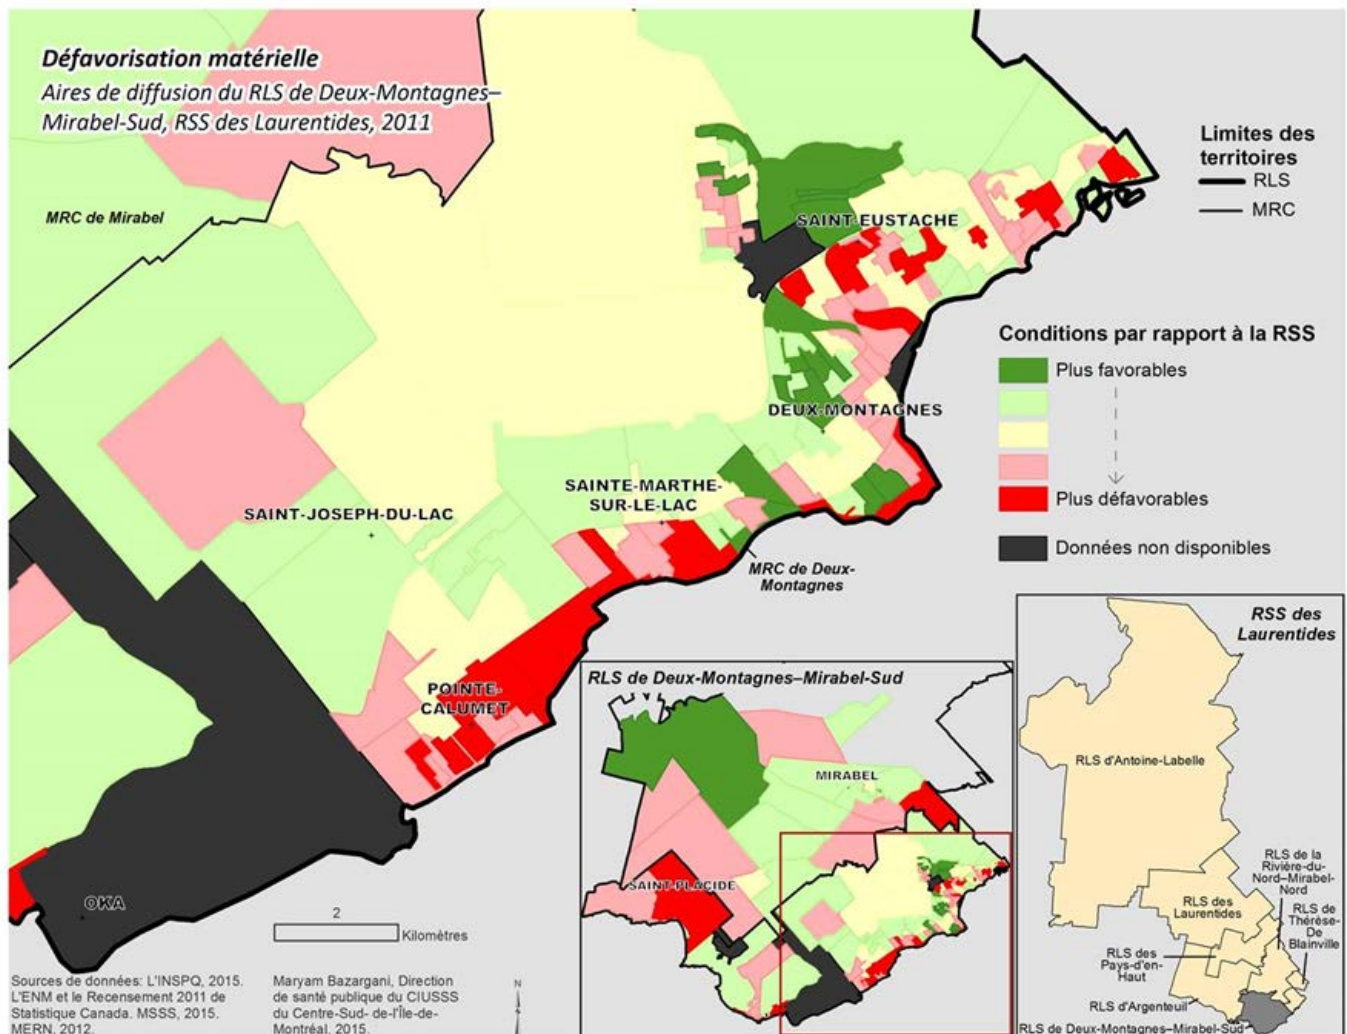 Défavorisation matérielle
Aires de diffusion du RLS de Deux-Montagnes–
Mirabel-Sud, RSS des Laurentides, 2011
MRC de Mirabel
SAINT-EUSTACHE
DEUX-MONTAGNES
SAINTE-MARTHE-
SUR-LE-LAC
SAINT-JOSEPH-DU-LAC
MRC de Deux-
Montagnes
POINTE-
CALUMET
OKA
Limites des
territoires
RLS
MRC
Conditions par rapport à la RSS
Plus favorables
Plus défavorables
Données non disponibles
2
Kilomètres
N
Sources de données: L'INSPQ, 2015.
L'ENM et le Recensement 2011 de
Statistique Canada. MSSS, 2015.
MERN, 2012.
Maryam Bazargani, Direction
de santé publique du CIUSSS
du Centre-Sud- de-l'Île-de-
Montréal, 2015.
RLS de Deux-Montagnes–Mirabel-Sud
MIRABEL
SAINT-PLACIDE
RSS des
Laurentides
RLS d'Antoine-Labelle
RLS de la
Rivière-du-
Nord–Mirabel-
Nord
RLS des
Laurentides
RLS de
Thérèse-
De
Blainville
RLS des
Pays-d'en-
Haut
RLS d'Argenteuil
RLS de Deux-Montagnes–Mirabel-Sud